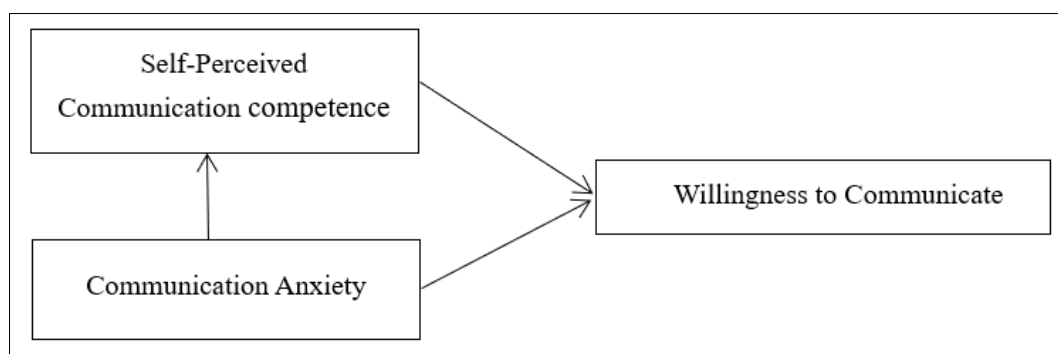 Self-Perceived
Communication competence
Willingness to Communicate
Communication Anxiety